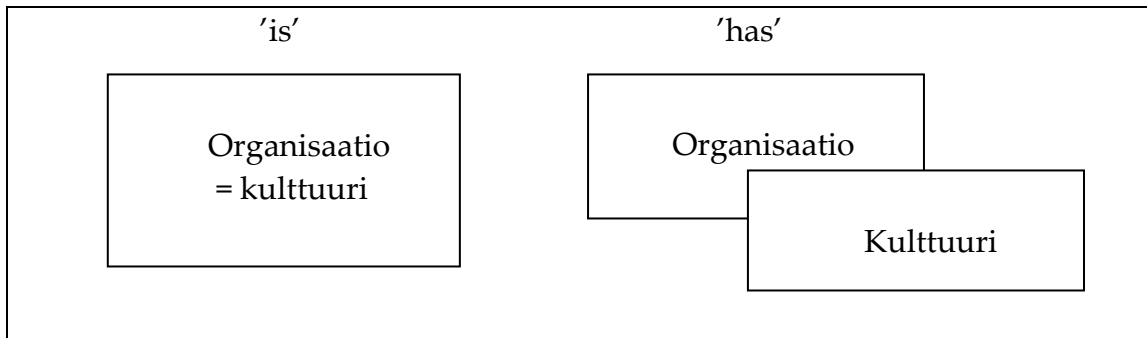 ’is’
’has’
Organisaatio
= kulttuuri
Organisaatio
Kulttuuri